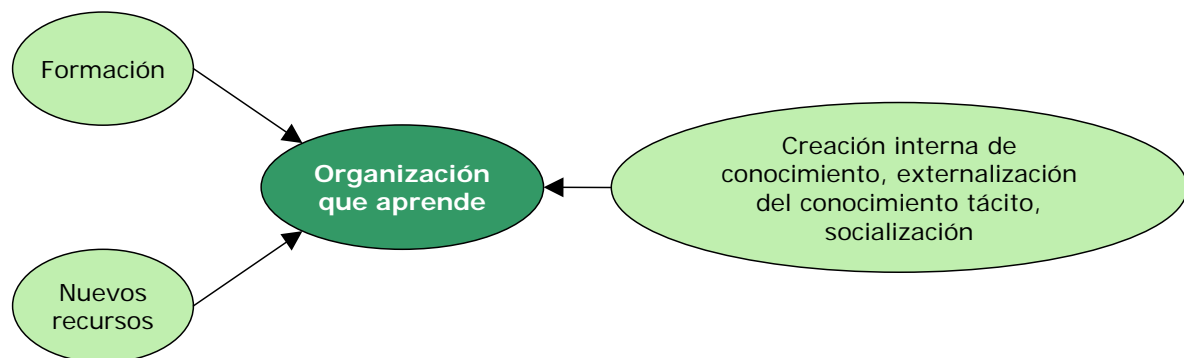 Formación
Organización
que aprende
Creación interna de
conocimiento, externalización
del conocimiento tácito,
socialización
Nuevos
recursos